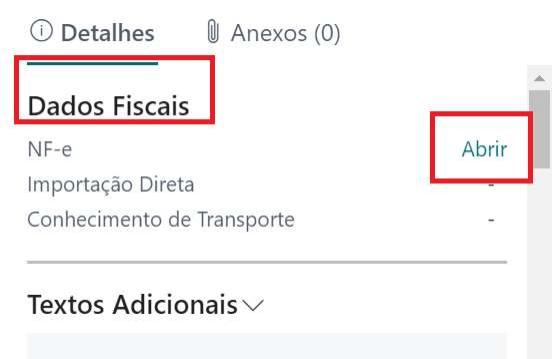 Detalhes Anexos (0)
Dados Fiscais
NF-e Abrir
Importação Direta -
Conhecimento de Transporte -
Textos Adicionais